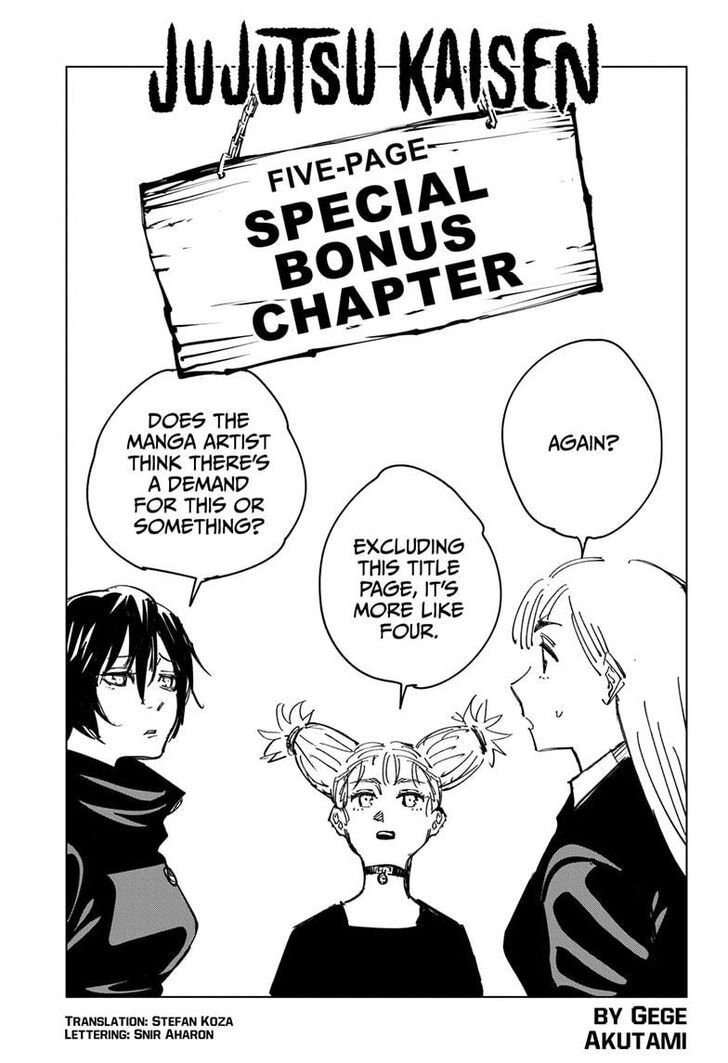 JUJUTSU KAISEN
FIVE-PAGE
SPECIAL
BONUS
CHAPTER
AGAIN?
DOES THE
MANGA ARTIST
THINK THERE'S
A DEMAND
FOR THIS OR
SOMETHING?
EXCLUDING
THIS TITLE
PAGE, IT'S
MORE LIKE
FOUR.
TRANSLATION: STEFAN KOZA
LETTERING: SNIR AHARON
BY GEGE
AKUTAMI